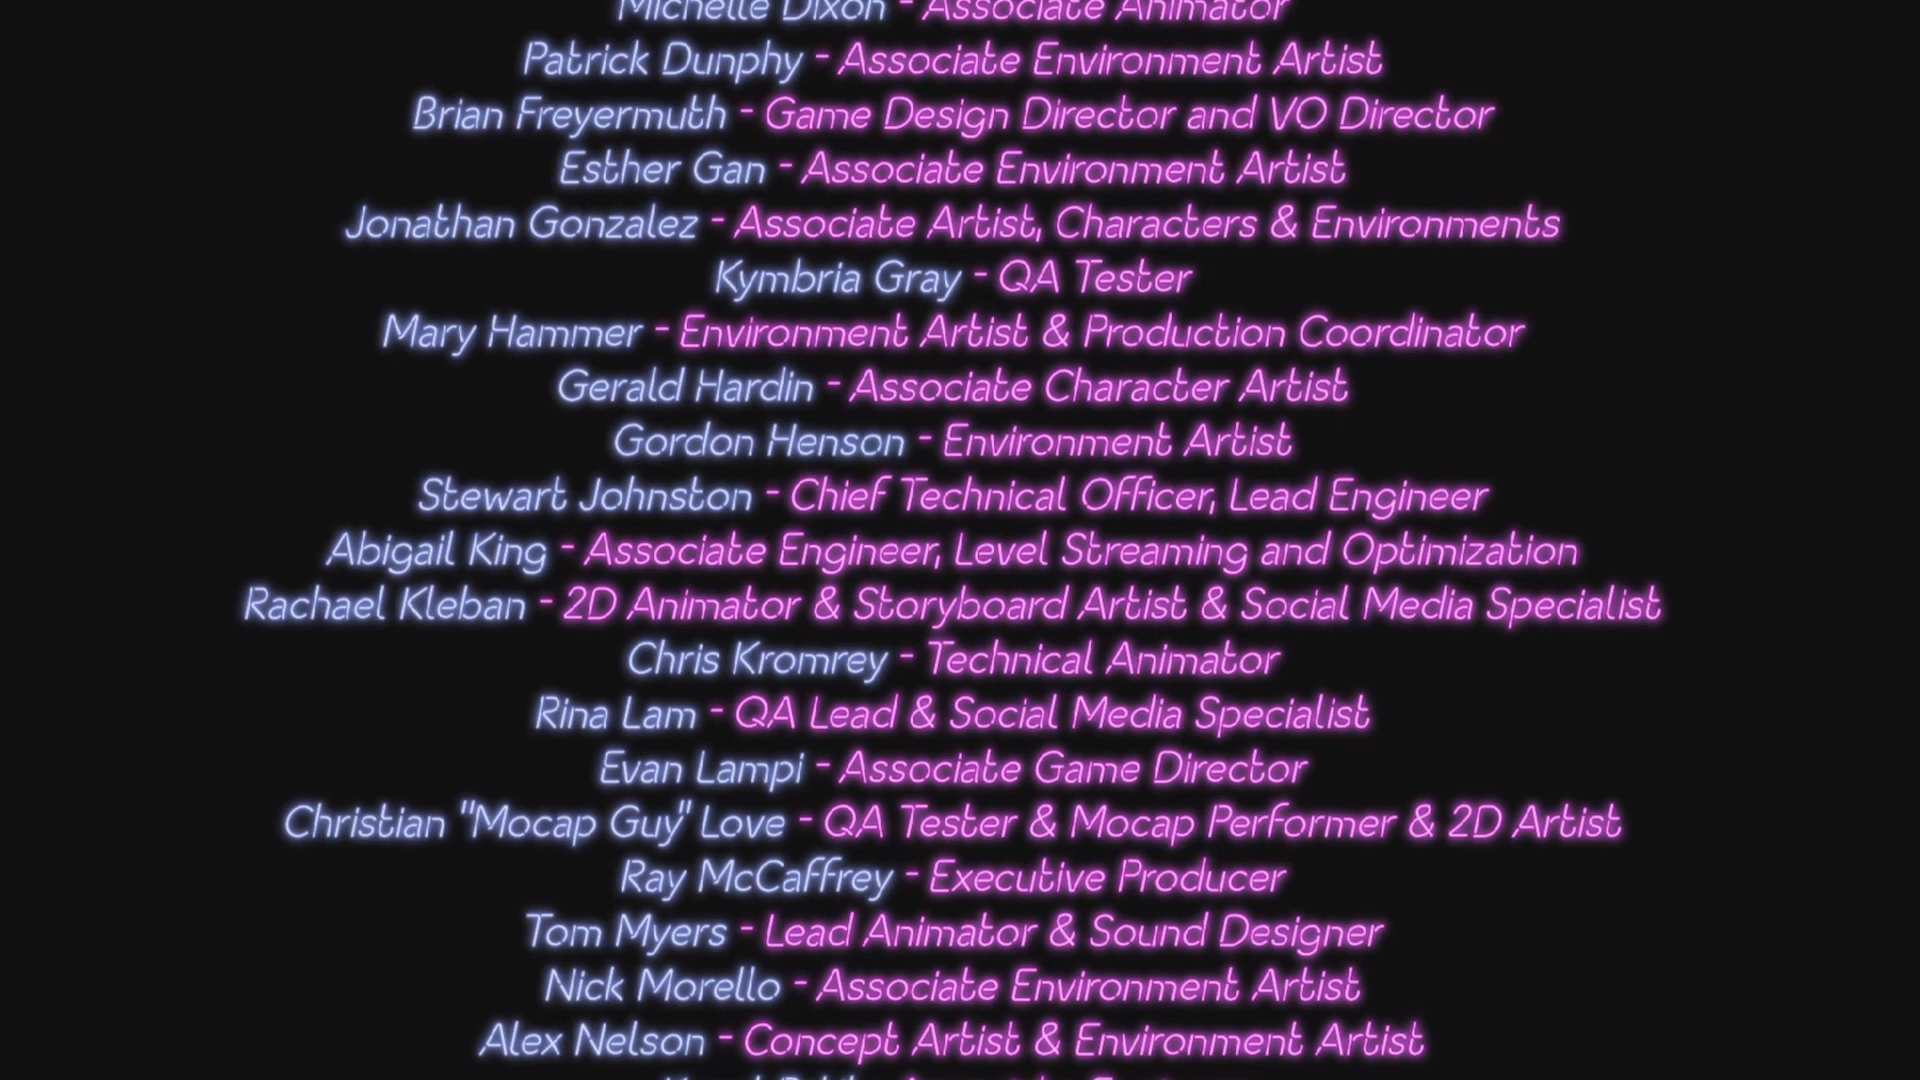 Michelle Dixon - Associate Animator
Patrick Dunphy - Associate Environment Artist
Brian Freyermuth - Game Design Director and VO Director
Esther Gan - Associate Environment Artist
Jonathan Gonzalez - Associate Artist, Characters & Environments
Kymbria Gray - QA Tester
Mary Hammer - Environment Artist & Production Coordinator
Gerald Hardin - Associate Character Artist
Gordon Henson - Environment Artist
Stewart Johnston - Chief Technical Officer, Lead Engineer
Abigail King - Associate Engineer, Level Streaming and Optimization
Rachael Kleban - 2D Animator & Storyboard Artist & Social Media Specialist
Chris Kromrey - Technical Animator
Rina Lam - QA Lead & Social Media Specialist
Evan Lampi - Associate Game Director
Christian "Mocap Guy" Love - QA Tester & Mocap Performer & 2D Artist
Ray McCaffrey - Executive Producer
Tom Myers - Lead Animator & Sound Designer
Nick Morello - Associate Environment Artist
Alex Nelson - Concept Artist & Environment Artist